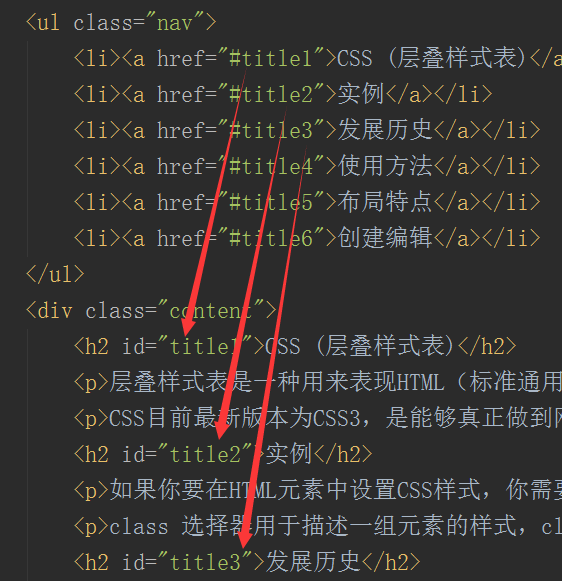 <ul class="nav">
<li><a href="#title1">CSS (层叠样式表)</a
<li><a href="#title2">实例</a></li>
<li><a href="#title3">发展历史</a></li>
<li><a href="#title4">使用方法</a></li>
<li><a href="#title5">布局特点</a></li>
<li><a href="#title6">创建编辑</a></li>
</ul>
<div class="content">
<h2 id="title1">CSS (层叠样式表)</h2>
<p>层叠样式表是一种用来表现HTML（标准通用
<p>CSS目前最新版本为CSS3，是能够真正做到网
<h2 id="title2">实例</h2>
<p>如果你要在HTML元素中设置CSS样式，你需要
<p>class 选择器用于描述一组元素的样式，cl
<h2 id="title3">发展历史</h2>